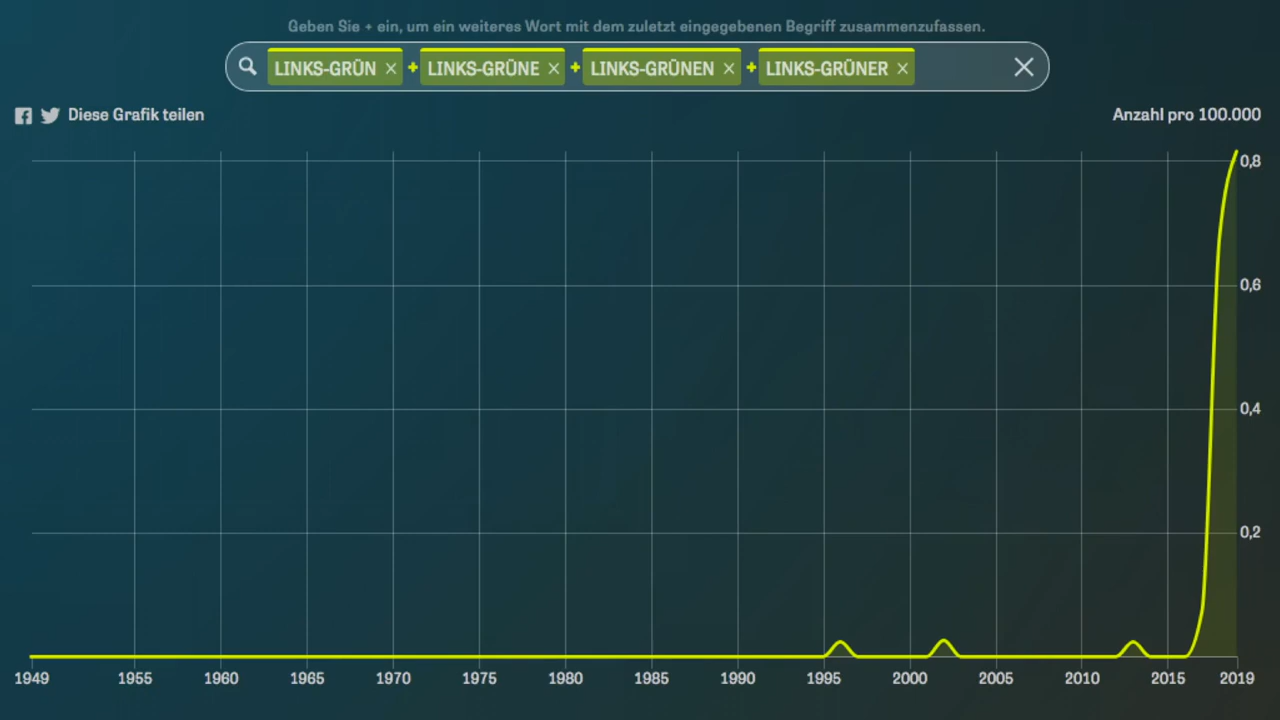 Geben Sie + ein, um ein weiteres Wort mit dem zuletzt eingegebenen Begriff zusammenzufassen.
LINKS-GRÜN × + LINKS-GRÜNE × + LINKS-GRÜNEN × + LINKS-GRÜNER ×
Diese Grafik teilen
Anzahl pro 100.000
0,8
0,6
0,4
0,2
1949 1955 1960 1965 1970 1975 1980 1985 1990 1995 2000 2005 2010 2015 2019